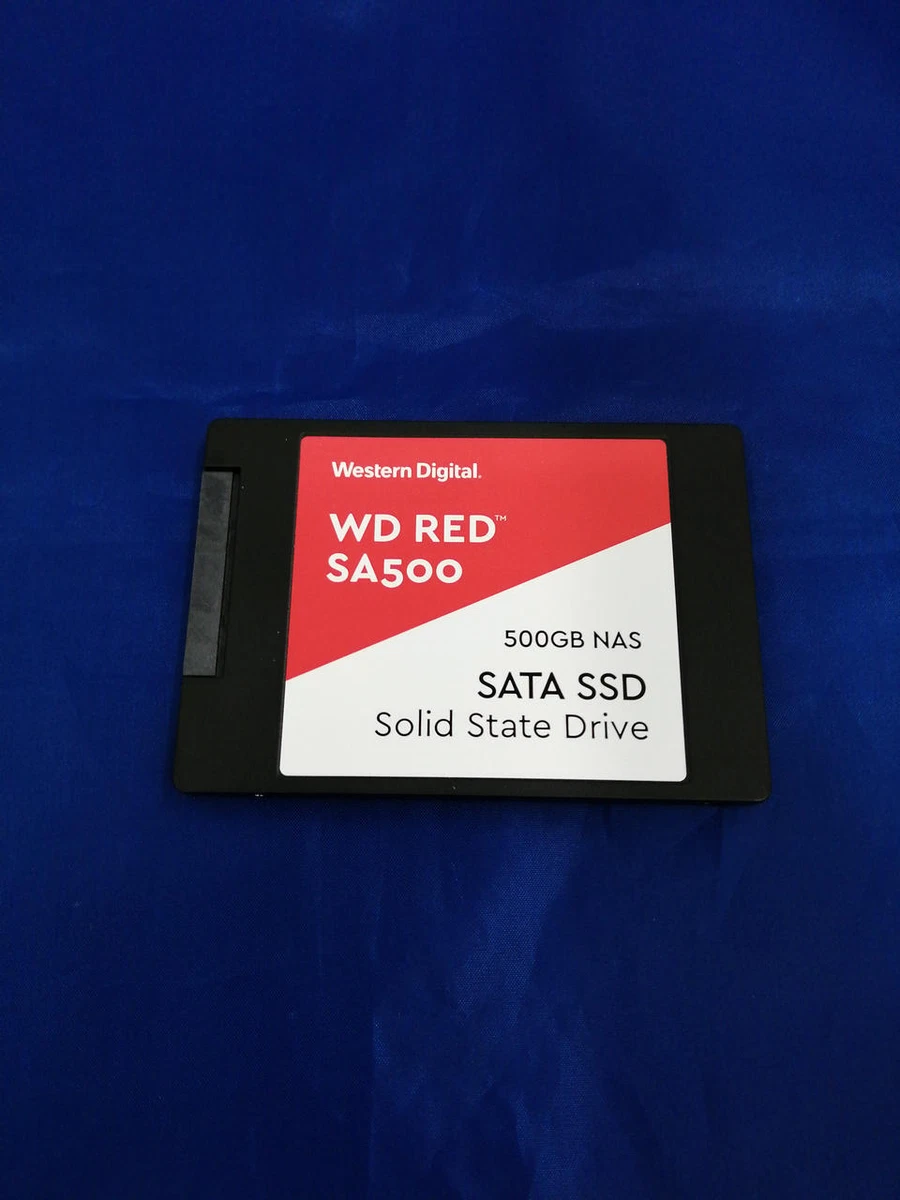 Western Digital.
WD RED™
SA500
500GB NAS
SATA SSD
Solid State Drive